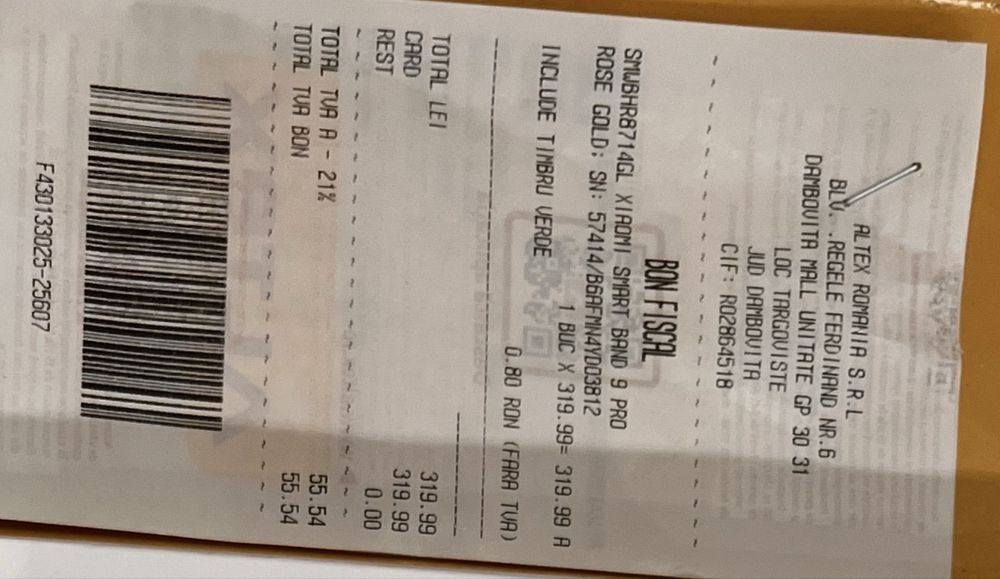 ALTEX ROMANIA S.R.L
BLV. .REGELE FERDINAND NR.6
DAMBOVITA MALL UNITATE GP 30 31
LOC TARGOVISTE
JUD DAMBOVITA
CIF: RO2864518
BON FISCAL
SMWBHR8714GL XIAOMI SMART BAND 9 PRO
ROSE GOLD: SN: 57414/B6AFMN4YD03812
1 BUC X 319.99= 319.99 A
INCLUDE TIMBRU VERDE 0.80 RON (FARA TVA)
TOTAL LEI 319.99
CARD 319.99
REST 0.00
TOTAL TVA A - 21% 55.54
TOTAL TVA BON 55.54
F430133025-25607